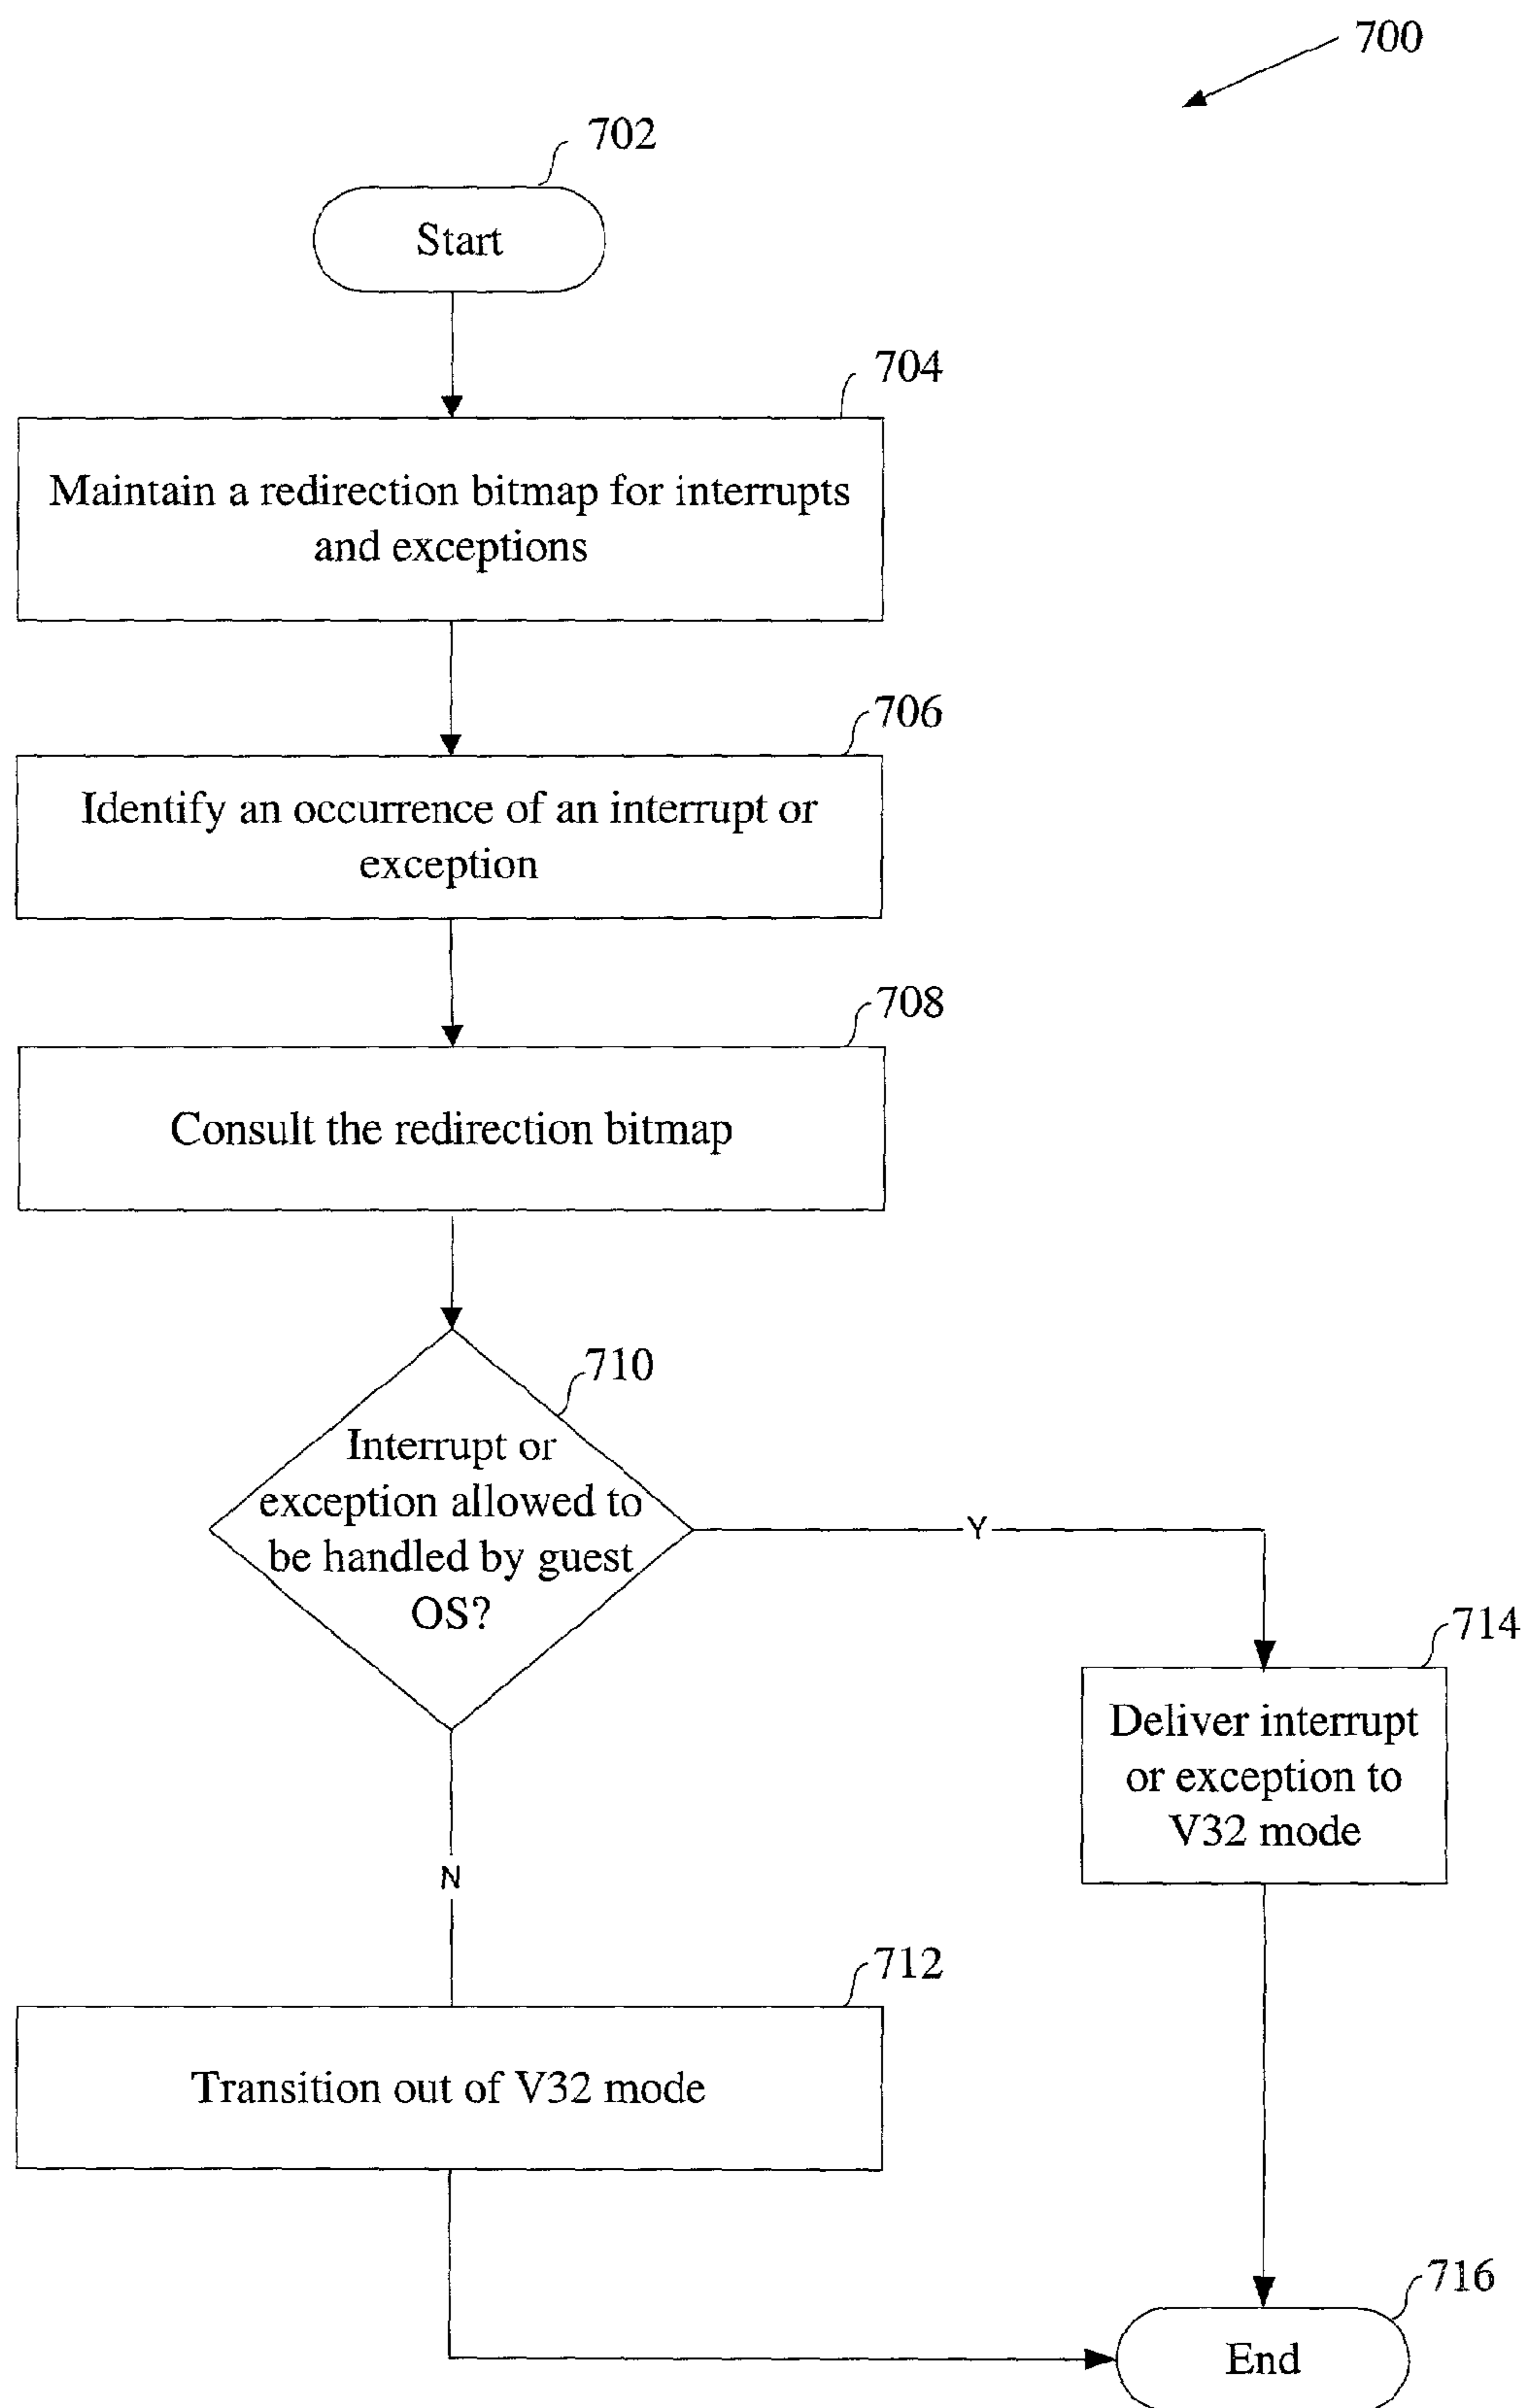 700
702
Start
704
Maintain a redirection bitmap for interrupts
and exceptions
706
Identify an occurrence of an interrupt or
exception
708
Consult the redirection bitmap
710
Interrupt or
exception allowed to
be handled by guest
OS?
Y
714
Deliver interrupt
or exception to
V32 mode
N
712
Transition out of V32 mode
716
End